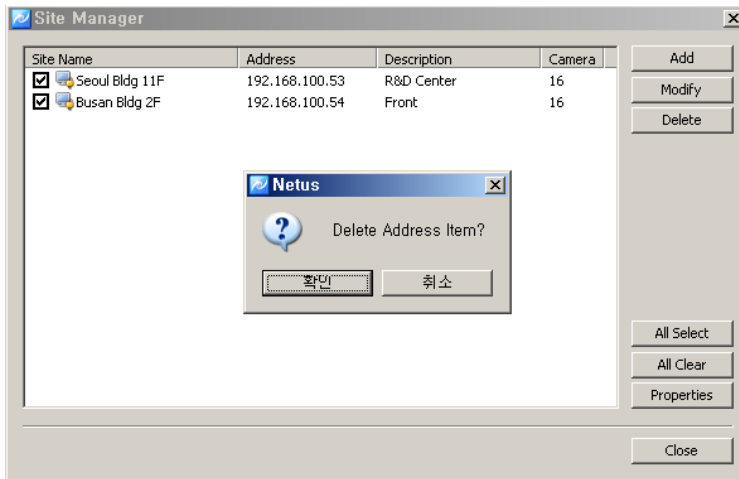 Site Manager
Site Name Address Description Camera
Seoul Bldg 11F 192.168.100.53 R&D Center 16
Busan Bldg 2F 192.168.100.54 Front 16
Add
Modify
Delete
Netus
Delete Address Item?
확인 취소
All Select
All Clear
Properties
Close